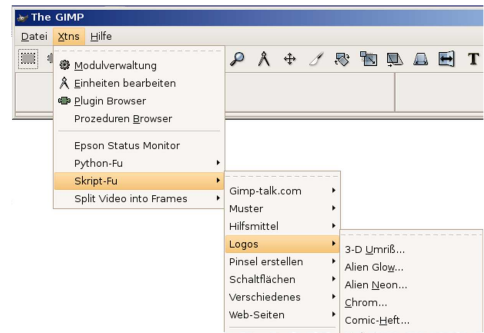 The GIMP
Datei Xtns Hilfe
Modulverwaltung
Einheiten bearbeiten
Plugin Browser
Prozeduren Browser
Epson Status Monitor
Python-Fu
Skript-Fu
Split Video into Frames
Gimp-talk.com
Muster
Hilfsmittel
Logos
Pinsel erstellen
Schaltflächen
Verschiedenes
Web-Seiten
3-D Umriß...
Alien Glow...
Alien Neon...
Chrom...
Comic-Heft...